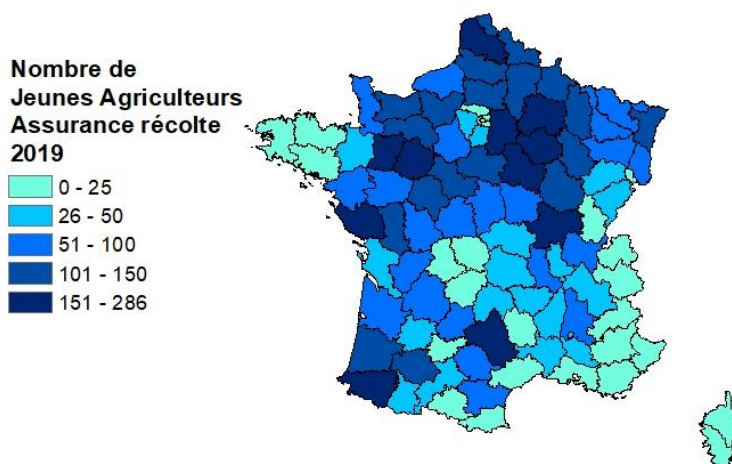 Nombre de
Jeunes Agriculteurs
Assurance récolte
2019
0 - 25
26 - 50
51 - 100
101 - 150
151 - 286